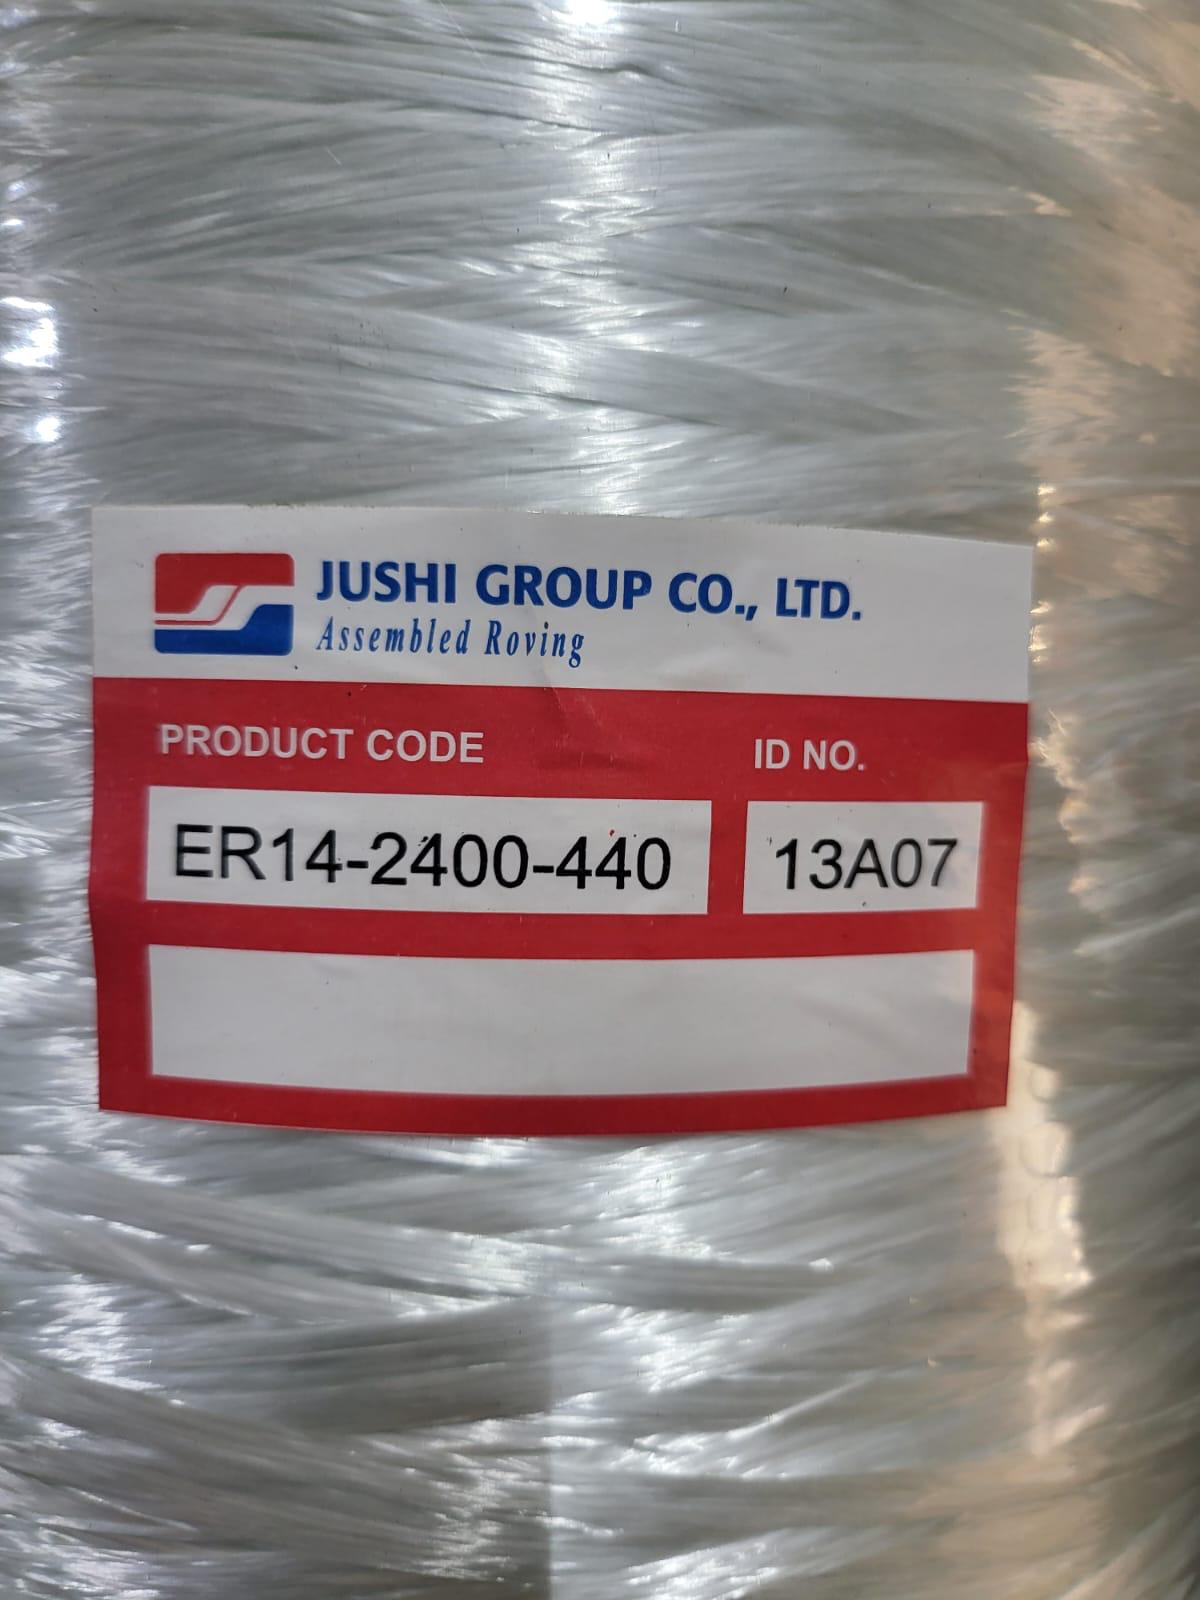 JUSHI GROUP CO., LTD.
Assembled Roving
PRODUCT CODE
ID NO.
ER14-2400-440
13A07